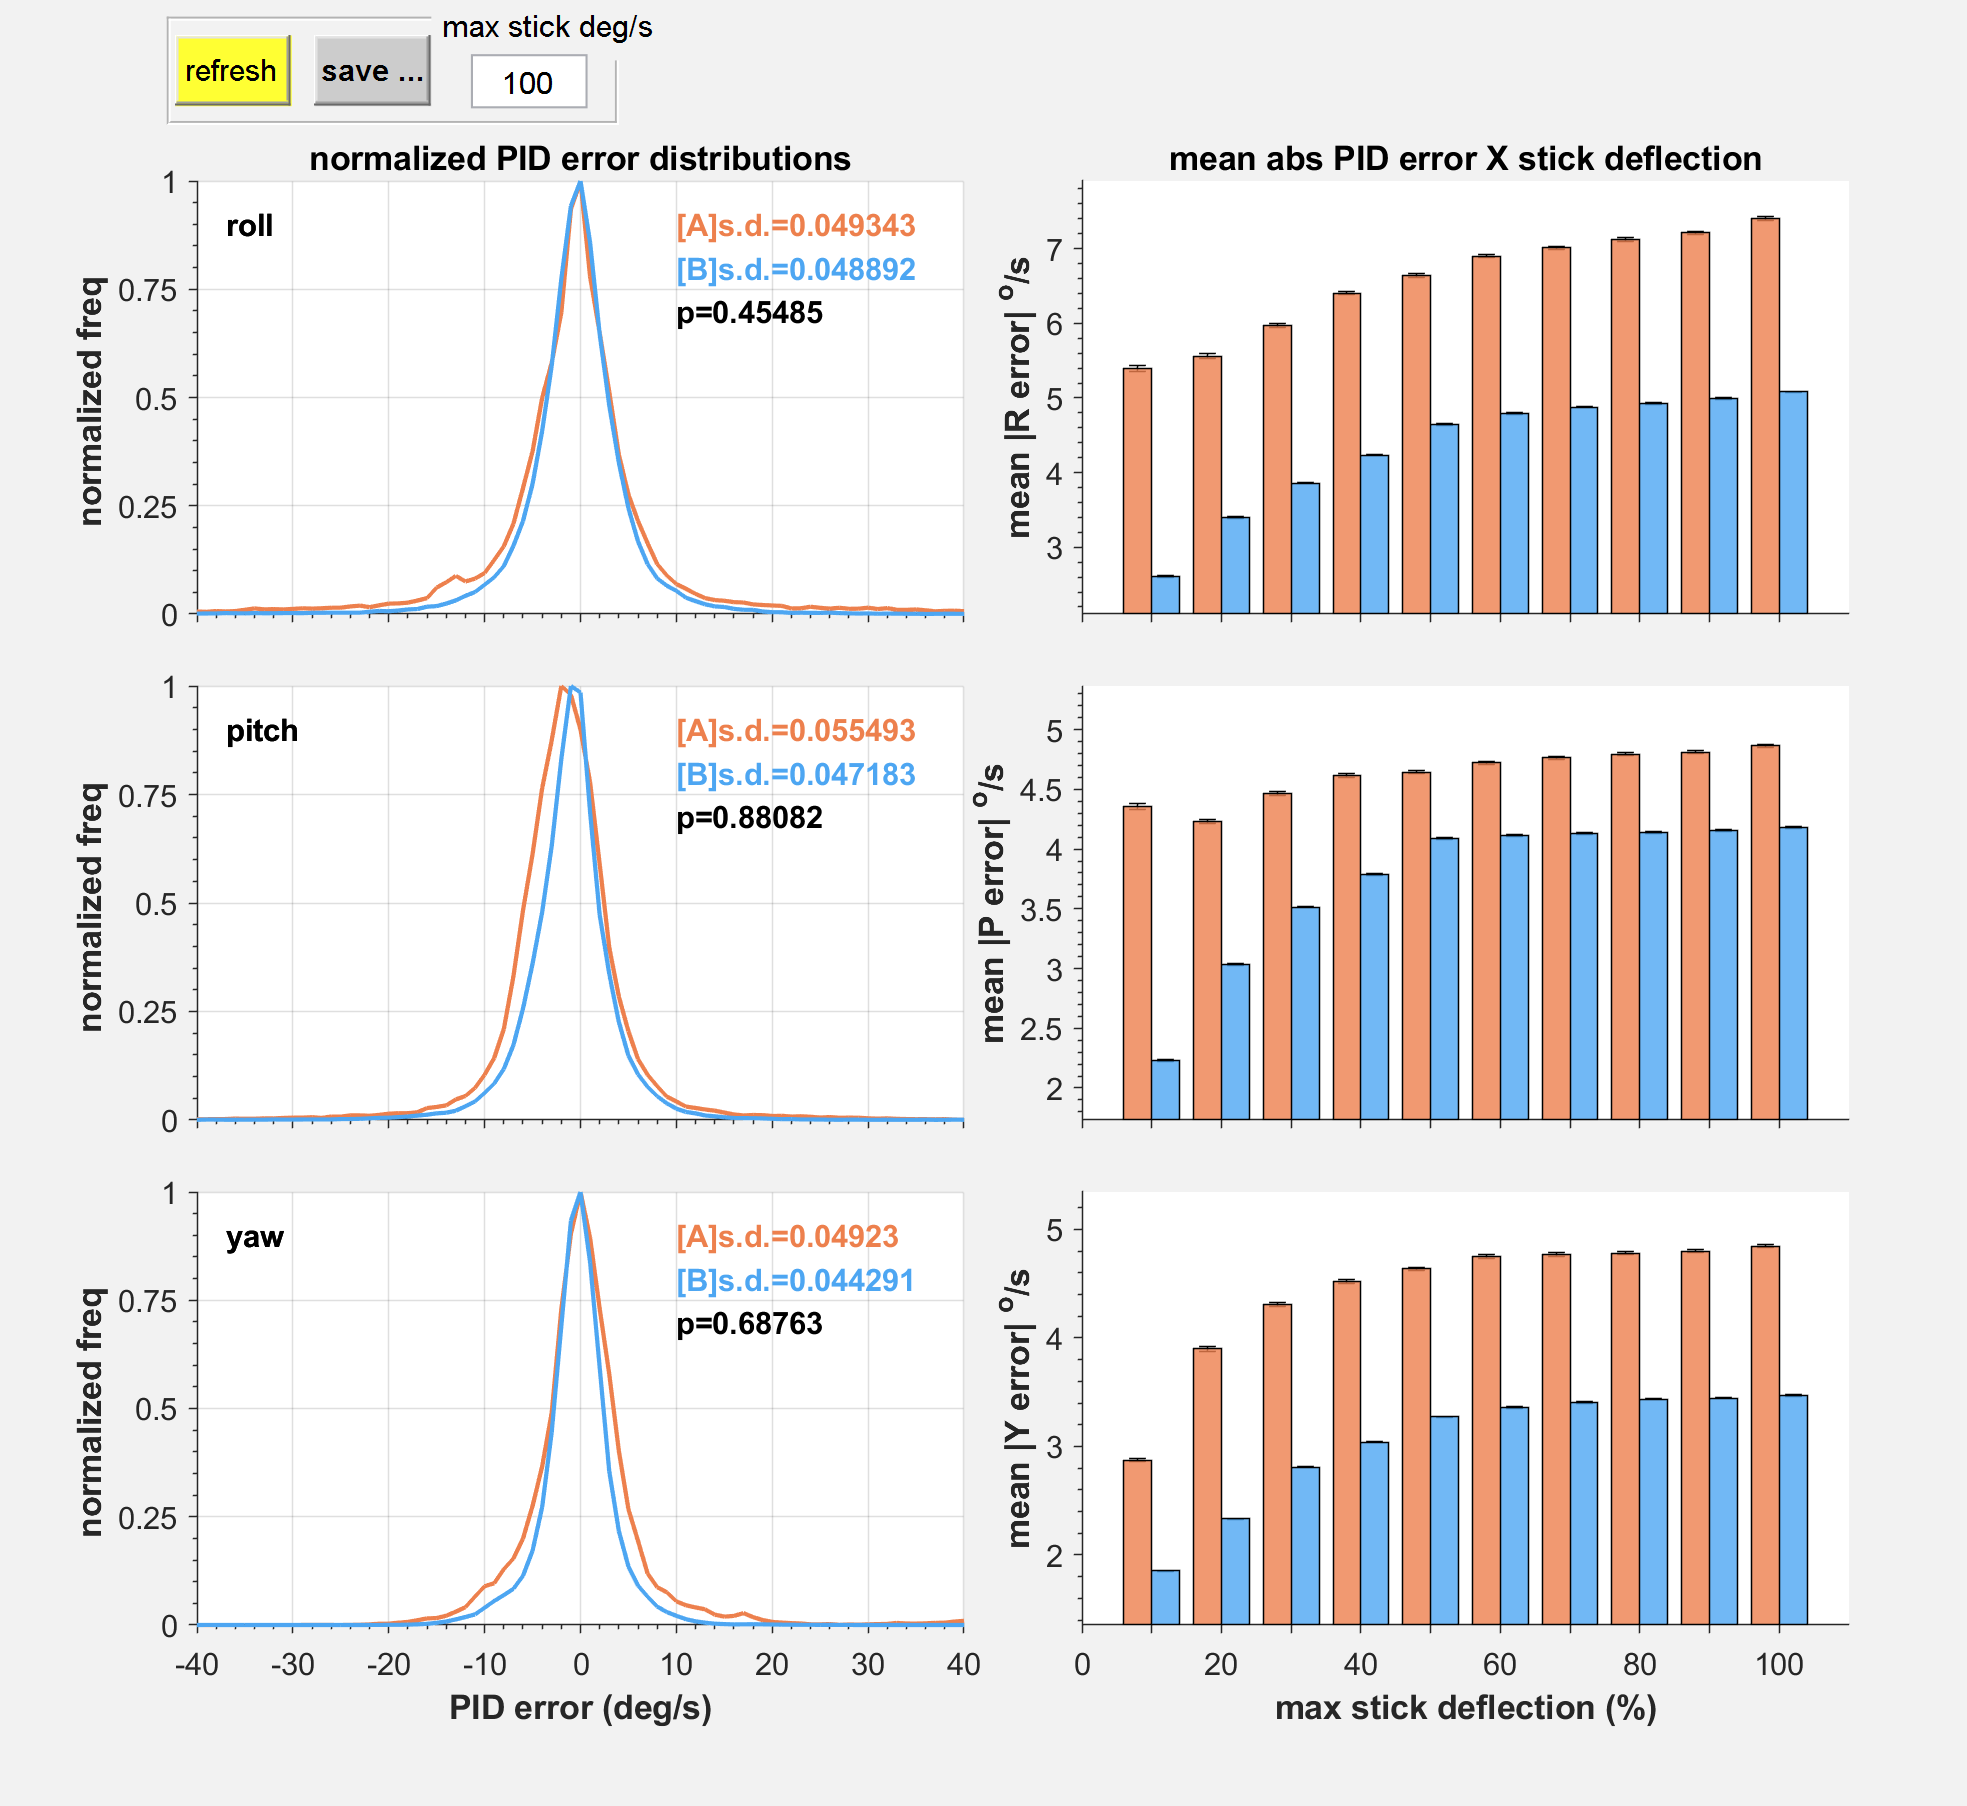 max stick deg/s
refresh
save ...
100
normalized PID error distributions
mean abs PID error X stick deflection
1
0.75
0.5
0.25
0
normalized freq
roll
[A]s.d.=0.049343
[B]s.d.=0.048892
p=0.45485
7
6
5
4
3
mean |R error| º/s
1
0.75
0.5
0.25
0
normalized freq
pitch
[A]s.d.=0.055493
[B]s.d.=0.047183
p=0.88082
5
4.5
4
3.5
3
2.5
2
mean |P error| º/s
1
0.75
0.5
0.25
0
normalized freq
yaw
[A]s.d.=0.04923
[B]s.d.=0.044291
p=0.68763
-40 -30 -20 -10 0 10 20 30 40
PID error (deg/s)
5
4
3
2
mean |Y error| º/s
0 20 40 60 80 100
max stick deflection (%)